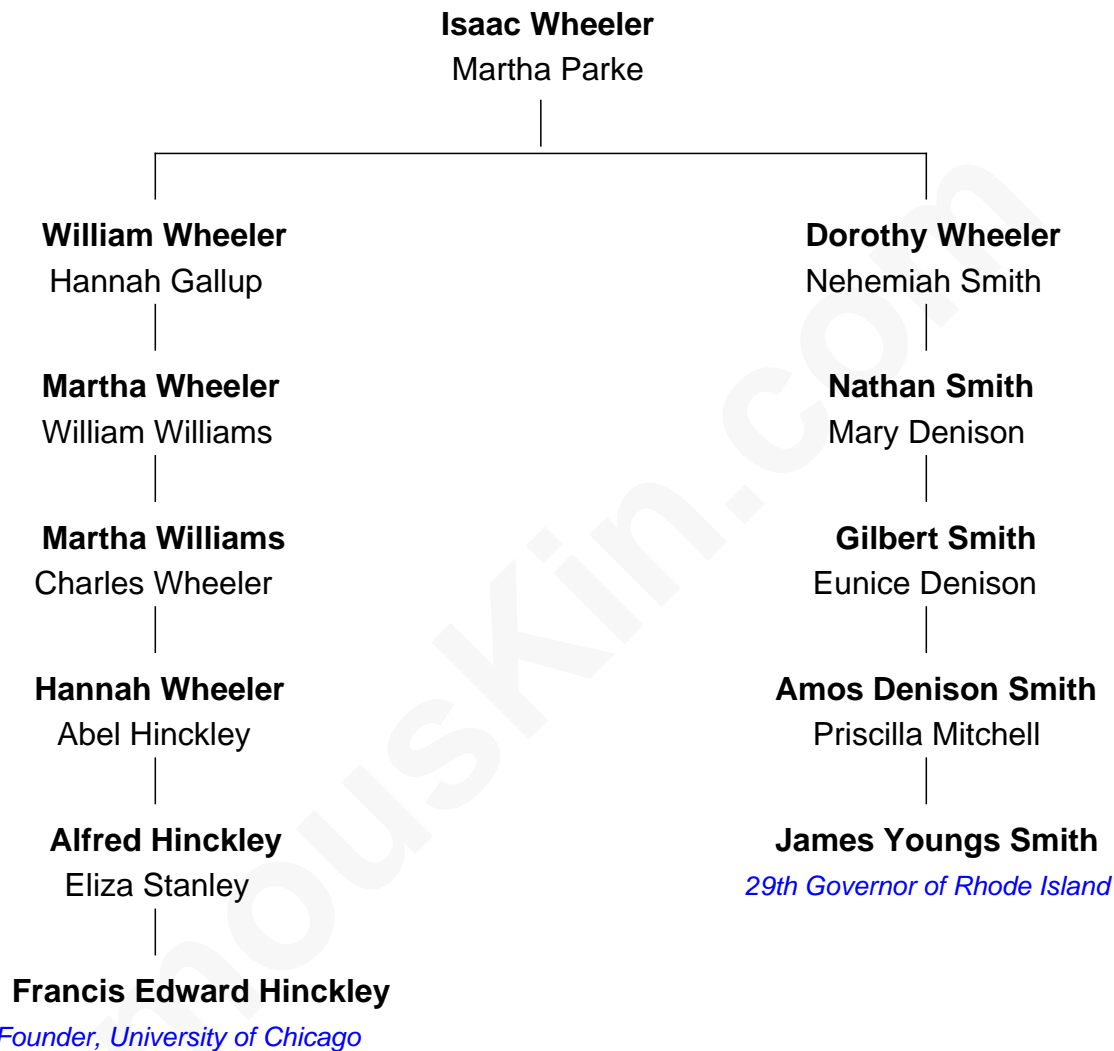 Isaac Wheeler
Martha Parke
William Wheeler
Hannah Gallup
Dorothy Wheeler
Nehemiah Smith
Martha Wheeler
William Williams
Nathan Smith
Mary Denison
Martha Williams
Charles Wheeler
Gilbert Smith
Eunice Denison
Hannah Wheeler
Abel Hinckley
Amos Denison Smith
Priscilla Mitchell
Alfred Hinckley
Eliza Stanley
James Youngs Smith
29th Governor of Rhode Island
Francis Edward Hinckley
Founder, University of Chicago
mousKin.com